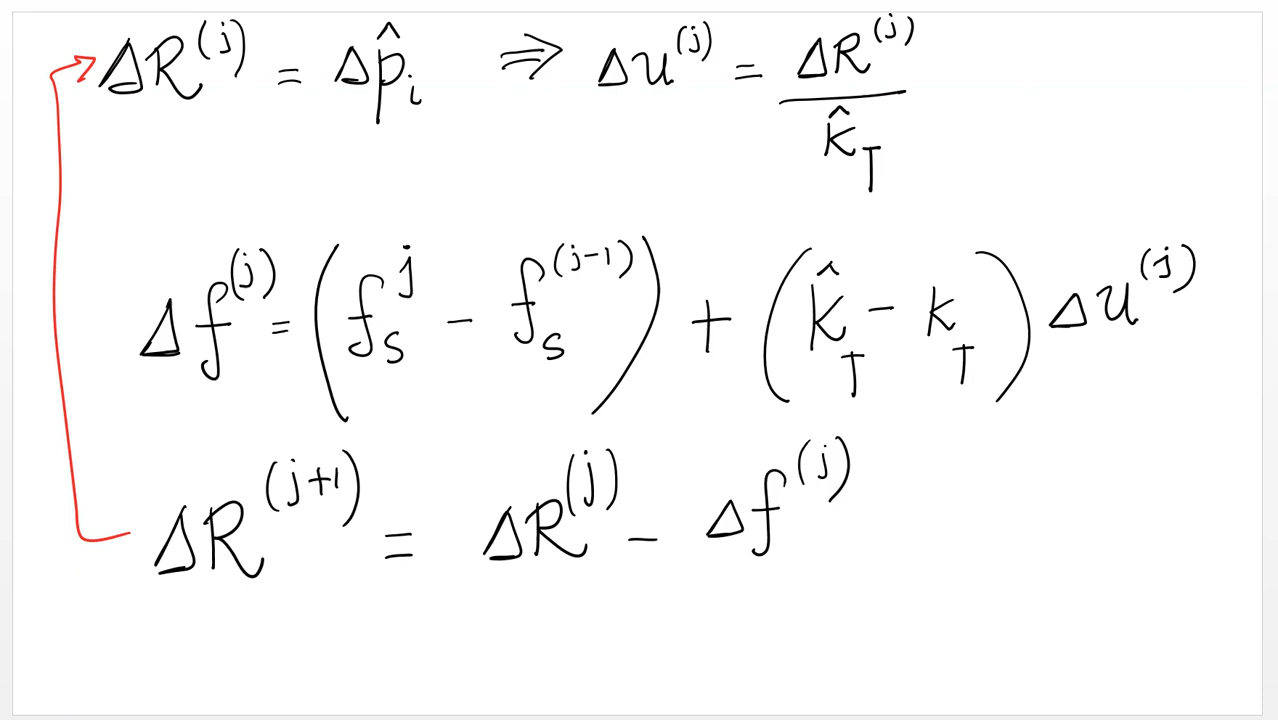 ΔR^(j) = Δp̂_i ⇒ Δu^(j) = ΔR^(j) / k̂_T
Δf^(j) = (f_S^j − f_S^(j−1)) + (k̂_T − k_T) Δu^(j)
ΔR^(j+1) = ΔR^(j) − Δf^(j)